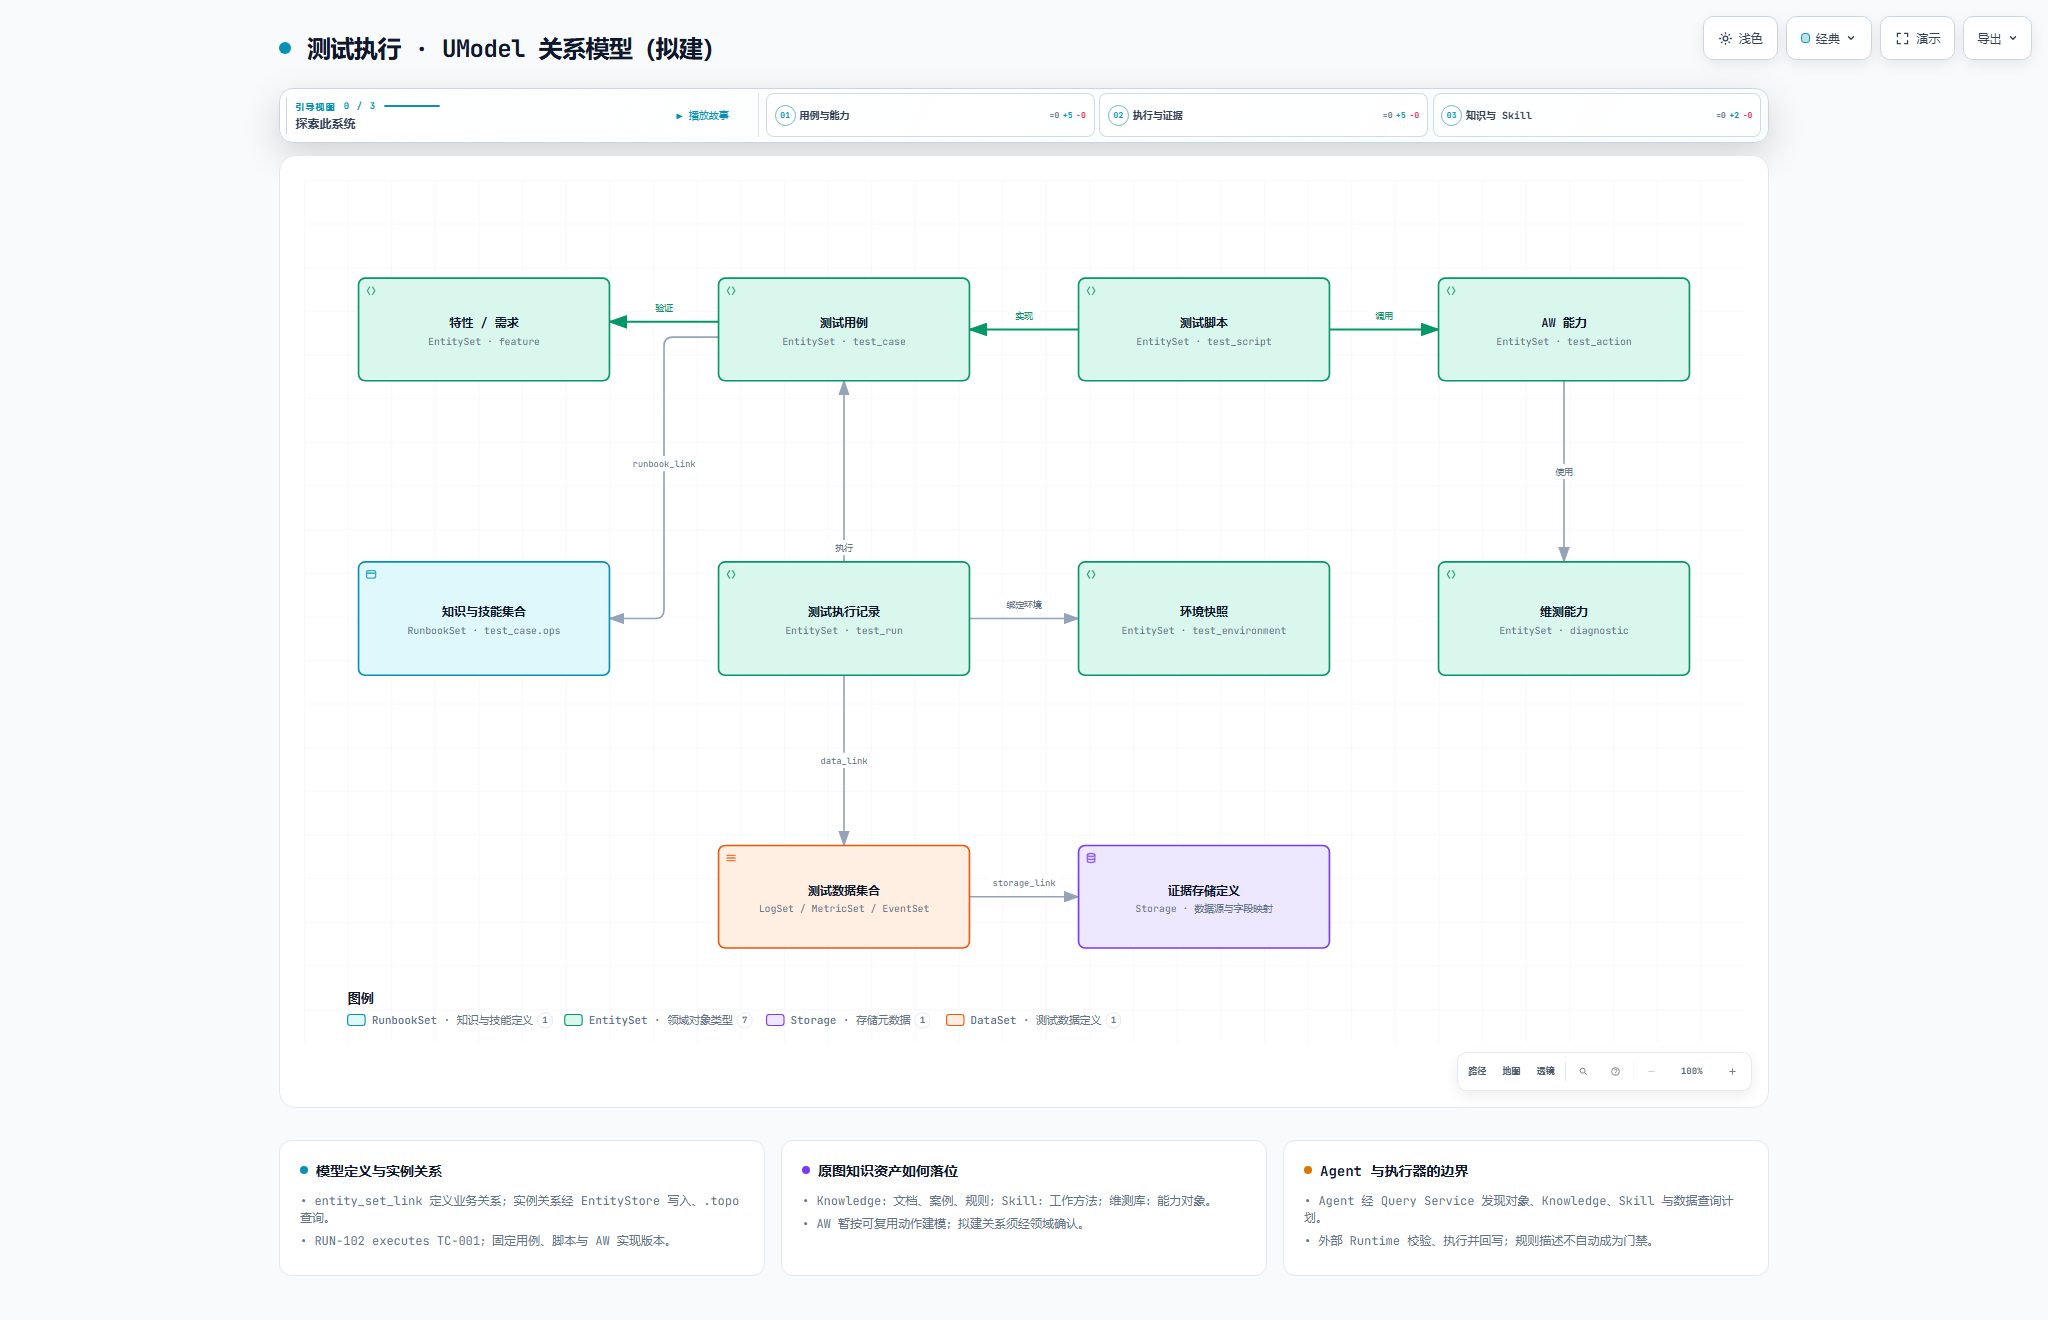 测试执行 · UModel 关系模型（拟建）
浅色
经典
演示
导出
引导视图 0 / 3
探索此系统
▶ 播放故事
01 用例与能力 =0 +5 -0
02 执行与证据 =0 +5 -0
03 知识与 Skill =0 +2 -0
特性 / 需求
EntitySet · feature
验证
测试用例
EntitySet · test_case
实现
测试脚本
EntitySet · test_script
调用
AW 能力
EntitySet · test_action
runbook_link
使用
执行
知识与技能集合
RunbookSet · test_case.ops
测试执行记录
EntitySet · test_run
绑定环境
环境快照
EntitySet · test_environment
维测能力
EntitySet · diagnostic
data_link
测试数据集合
LogSet / MetricSet / EventSet
storage_link
证据存储定义
Storage · 数据源与字段映射
图例
RunbookSet · 知识与技能定义 1
EntitySet · 领域对象类型 7
Storage · 存储元数据 1
DataSet · 测试数据定义 1
路径 地图 透镜 100%
模型定义与实例关系
• entity_set_link 定义业务关系；实例关系经 EntityStore 写入、.topo
查询。
• RUN-102 executes TC-001；固定用例、脚本与 AW 实现版本。
原图知识资产如何落位
• Knowledge：文档、案例、规则；Skill：工作方法；维测库：能力对象。
• AW 暂按可复用动作建模；拟建关系须经领域确认。
Agent 与执行器的边界
• Agent 经 Query Service 发现对象、Knowledge、Skill 与数据查询计
划。
• 外部 Runtime 校验、执行并回写；规则描述不自动成为门禁。